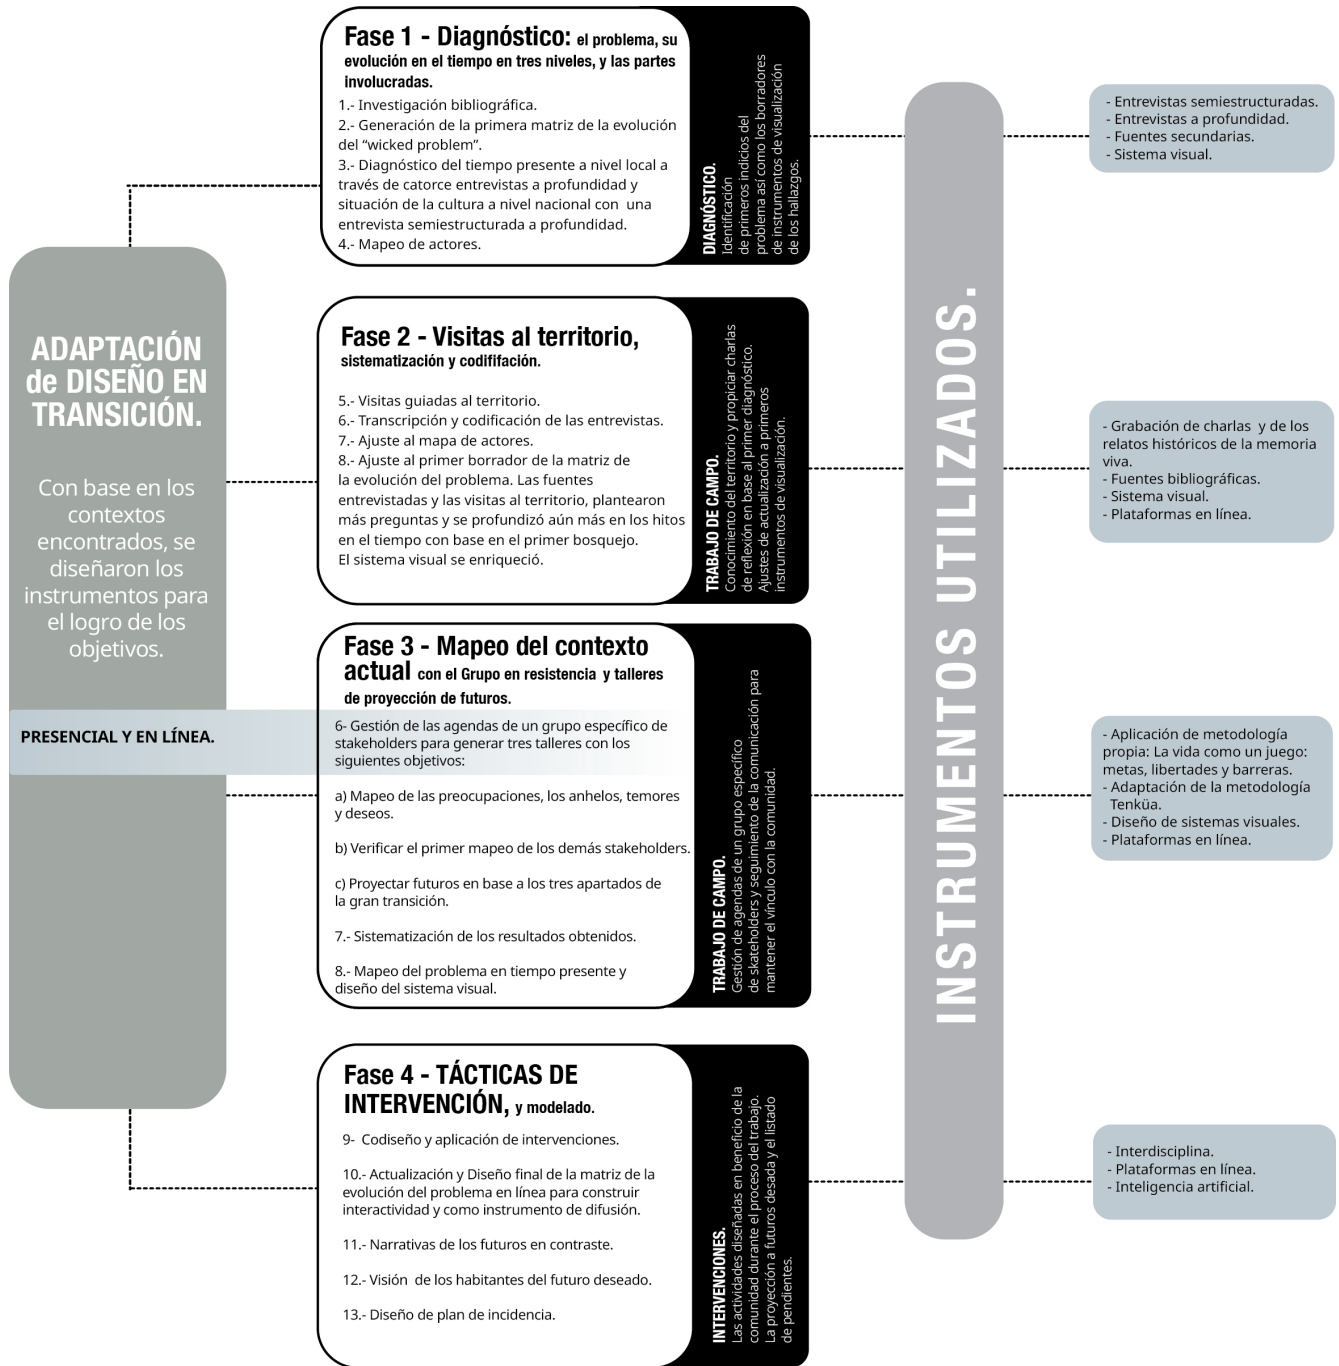 ADAPTACIÓN
de DISEÑO EN
TRANSICIÓN.
Con base en los
contextos
encontrados, se
diseñaron los
instrumentos para
el logro de los
objetivos.
PRESENCIAL Y EN LÍNEA.
Fase 1 - Diagnóstico: el problema, su
evolución en el tiempo en tres niveles, y las partes
involucradas.
1.- Investigación bibliográfica.
2.- Generación de la primera matriz de la evolución
del “wicked problem”.
3.- Diagnóstico del tiempo presente a nivel local a
través de catorce entrevistas a profundidad y
situación de la cultura a nivel nacional con una
entrevista semiestructurada a profundidad.
4.- Mapeo de actores.
DIAGNÓSTICO.
Identificación
de primeros indicios del
problema así como los borradores
de instrumentos de visualización
de los hallazgos.
Fase 2 - Visitas al territorio,
sistematización y codififación.
5.- Visitas guiadas al territorio.
6.- Transcripción y codificación de las entrevistas.
7.- Ajuste al mapa de actores.
8.- Ajuste al primer borrador de la matriz de
la evolución del problema. Las fuentes
entrevistadas y las visitas al territorio, plantearon
más preguntas y se profundizó aún más en los hitos
en el tiempo con base en el primer bosquejo.
El sistema visual se enriqueció.
TRABAJO DE CAMPO.
Conocimiento del territorio y propiciar charlas
de reflexión en base al primer diagnóstico.
Ajustes de actualización a primeros
instrumentos de visualización.
Fase 3 - Mapeo del contexto
actual con el Grupo en resistencia y talleres
de proyección de futuros.
6- Gestión de las agendas de un grupo específico de
stakeholders para generar tres talleres con los
siguientes objetivos:
a) Mapeo de las preocupaciones, los anhelos, temores
y deseos.
b) Verificar el primer mapeo de los demás stakeholders.
c) Proyectar futuros en base a los tres apartados de
la gran transición.
7.- Sistematización de los resultados obtenidos.
8.- Mapeo del problema en tiempo presente y
diseño del sistema visual.
TRABAJO DE CAMPO.
Gestión de agendas de un grupo específico
de skateholders y seguimiento de la comunicación para
mantener el vínculo con la comunidad.
Fase 4 - TÁCTICAS DE
INTERVENCIÓN, y modelado.
9- Codiseño y aplicación de intervenciones.
10.- Actualización y Diseño final de la matriz de la
evolución del problema en línea para construir
interactividad y como instrumento de difusión.
11.- Narrativas de los futuros en contraste.
12.- Visión de los habitantes del futuro deseado.
13.- Diseño de plan de incidencia.
INTERVENCIONES.
Las actividades diseñadas en beneficio de la
comunidad durante el proceso del trabajo.
La proyección a futuros desada y el listado
de pendientes.
INSTRUMENTOS UTILIZADOS.
- Entrevistas semiestructuradas.
- Entrevistas a profundidad.
- Fuentes secundarias.
- Sistema visual.
- Grabación de charlas y de los
relatos históricos de la memoria
viva.
- Fuentes bibliográficas.
- Sistema visual.
- Plataformas en línea.
- Aplicación de metodología
propia: La vida como un juego:
metas, libertades y barreras.
- Adaptación de la metodología
Tenküa.
- Diseño de sistemas visuales.
- Plataformas en línea.
- Interdisciplina.
- Plataformas en línea.
- Inteligencia artificial.